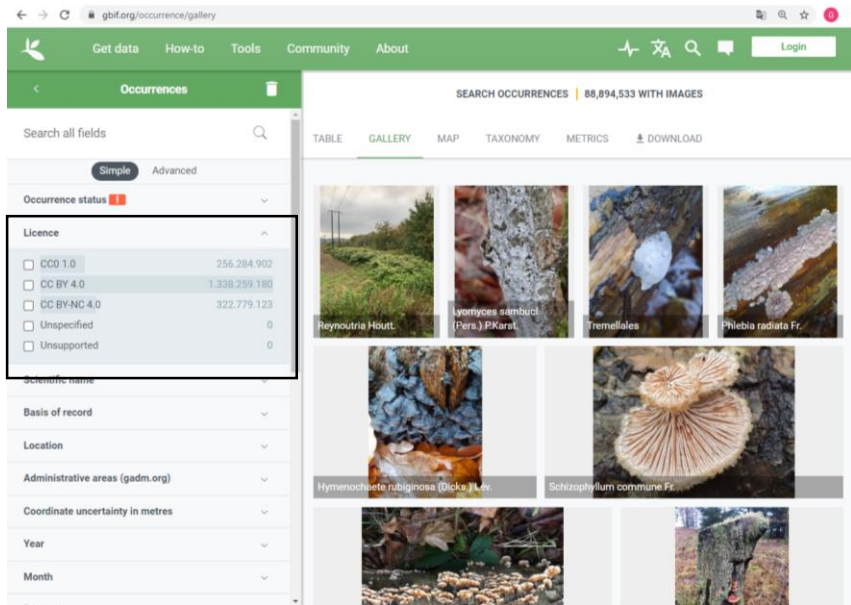 gbif.org/occurrence/gallery
G
Get data How-to Tools Community About
Login
Occurrences
SEARCH OCCURRENCES | 88,894,533 WITH IMAGES
Search all fields
TABLE GALLERY MAP TAXONOMY METRICS DOWNLOAD
Simple Advanced
Occurrence status !
Licence
CC0 1.0 256.284.902
CC BY 4.0 1.338.259.180
CC BY-NC 4.0 322.779.123
Unspecified 0
Unsupported 0
Scientific name
Basis of record
Location
Administrative areas (gadm.org)
Coordinate uncertainty in metres
Year
Month
Reynoutria Houtt.
Lyomyces sambuci
(Pers.) P.Karst.
Tremellales
Phlebia radiata Fr.
Hymenochaete rubiginosa (Dicks.) Lév.
Schizophyllum commune Fr.